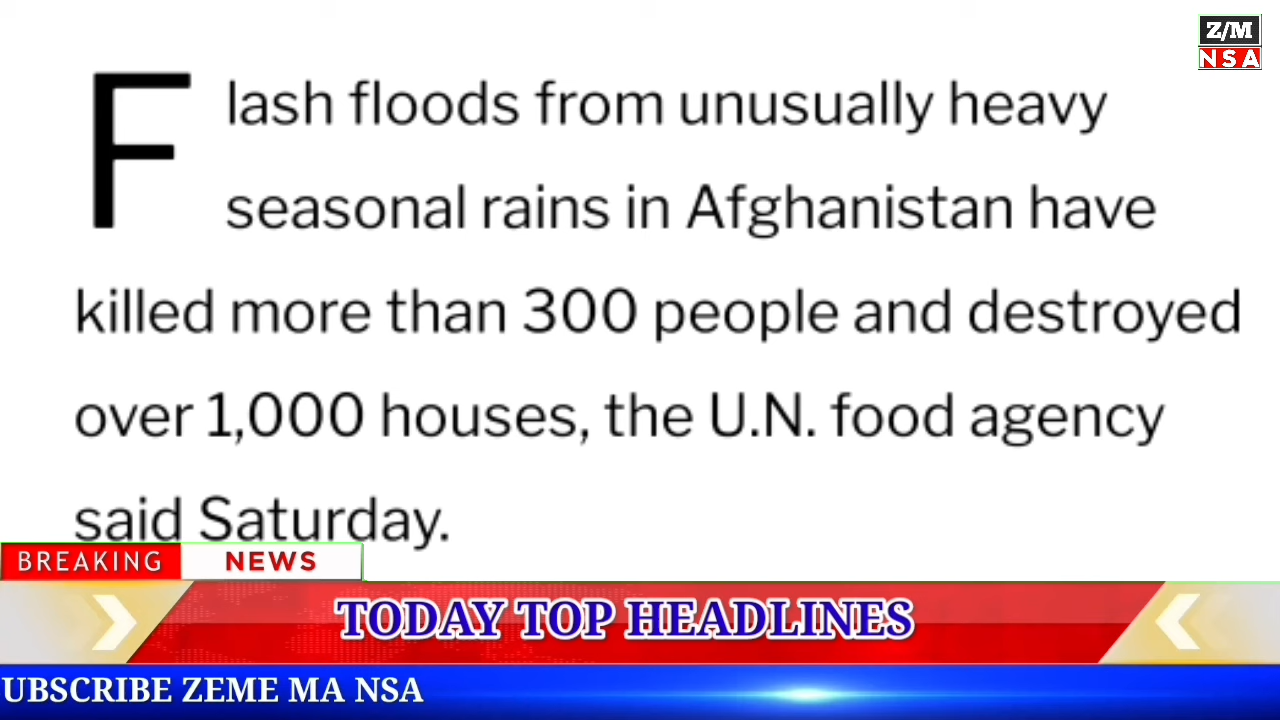 Z/M
NSA
Flash floods from unusually heavy
seasonal rains in Afghanistan have
killed more than 300 people and destroyed
over 1,000 houses, the U.N. food agency
said Saturday.
BREAKING NEWS
TODAY TOP HEADLINES
UBSCRIBE ZEME MA NSA